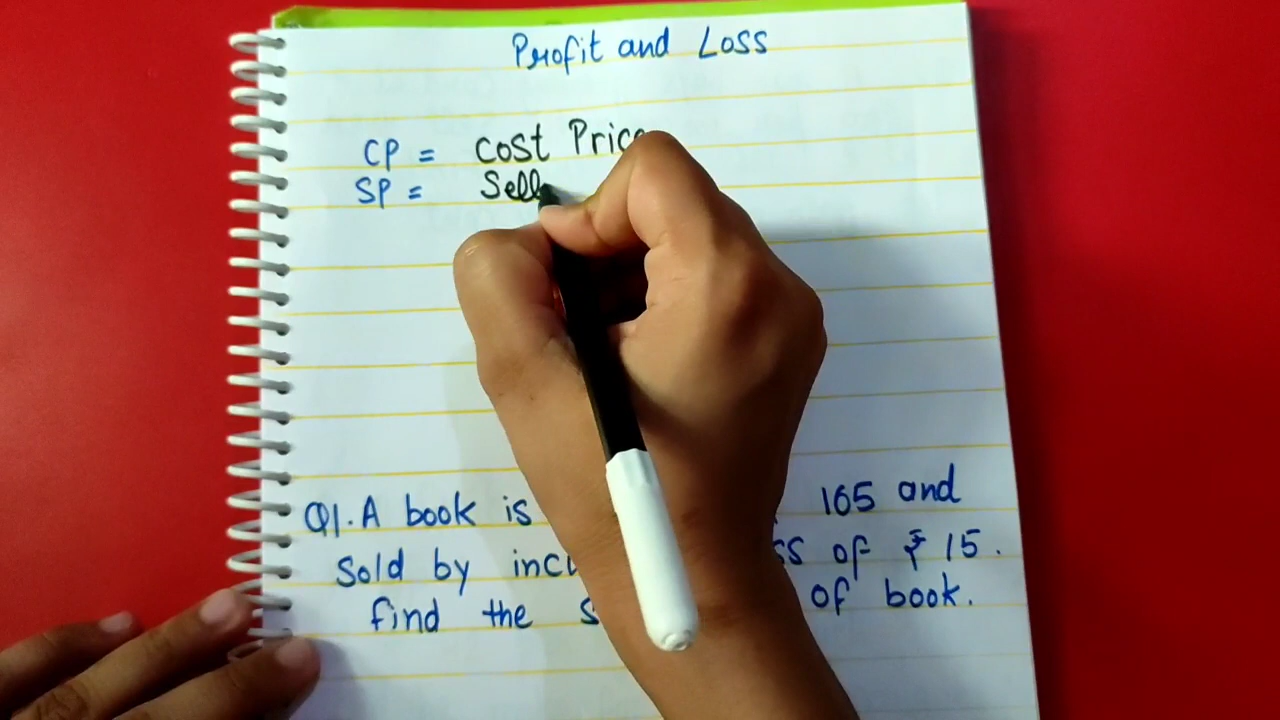 Profit and Loss
CP = Cost Price
SP = Sell
Q1. A book is 165 and
Sold by of ₹ 15.
find the of book.